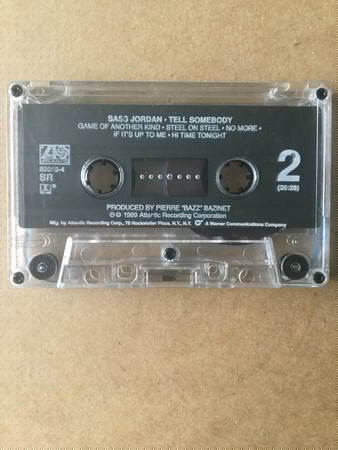 SASS JORDAN • TELL SOMEBODY
GAME OF ANOTHER KIND • STEEL ON STEEL • NO MORE •
IF IT'S UP TO ME • HI TIME TONIGHT
ATLANTIC
SR
2
(20:28)
PRODUCED BY PIERRE "BAZZ" BAZINET
℗ © 1989 Atlantic Recording Corporation
Mfg. by Atlantic Recording Corp., 75 Rockefeller Plaza, N.Y., N.Y. A Warner Communications Company